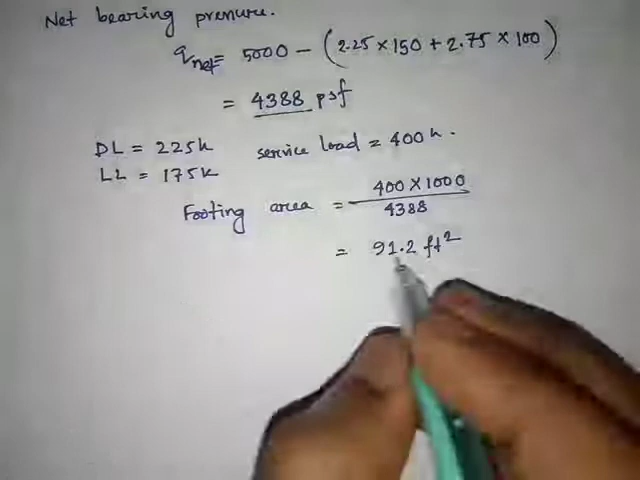 Net bearing pressure.
qnet = 5000 - (2.25 × 150 + 2.75 × 100)
= 4388 psf
DL = 225k service load = 400k.
LL = 175k
Footing area = 400 × 1000 / 4388
= 91.2 ft²